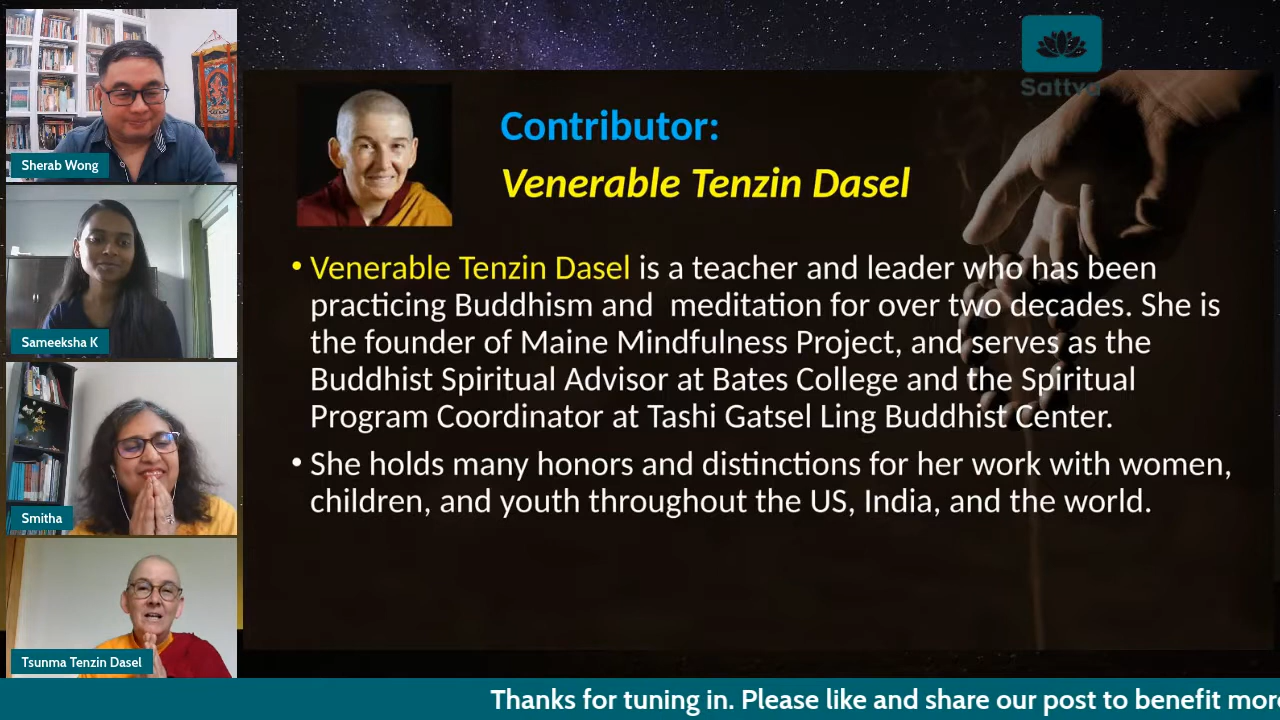 Sattva
Contributor:
Venerable Tenzin Dasel
• Venerable Tenzin Dasel is a teacher and leader who has been
practicing Buddhism and meditation for over two decades. She is
the founder of Maine Mindfulness Project, and serves as the
Buddhist Spiritual Advisor at Bates College and the Spiritual
Program Coordinator at Tashi Gatsel Ling Buddhist Center.
• She holds many honors and distinctions for her work with women,
children, and youth throughout the US, India, and the world.
Sherab Wong
Sameeksha K
Smitha
Tsunma Tenzin Dasel
Thanks for tuning in. Please like and share our post to benefit mor